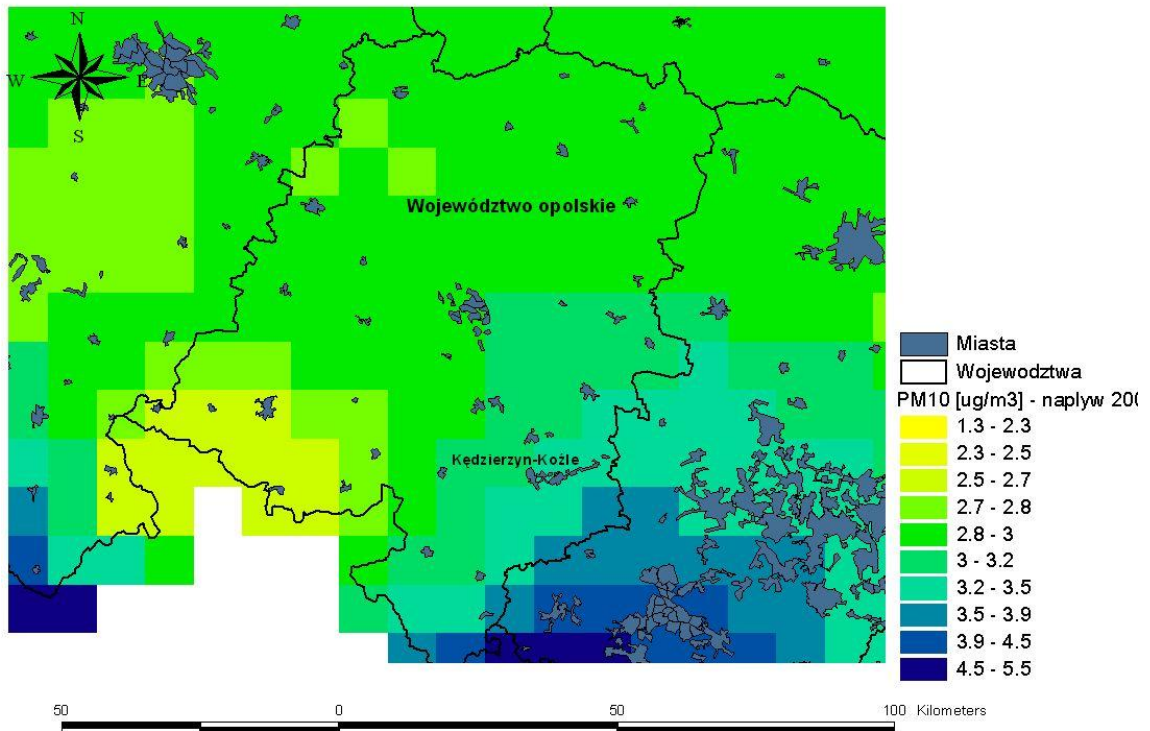 N
W E
S
Województwo opolskie
Kędzierzyn-Koźle
Miasta
Wojewodztwa
PM10 [ug/m3] - naplyw 200
1.3 - 2.3
2.3 - 2.5
2.5 - 2.7
2.7 - 2.8
2.8 - 3
3 - 3.2
3.2 - 3.5
3.5 - 3.9
3.9 - 4.5
4.5 - 5.5
50 0 50 100 Kilometers